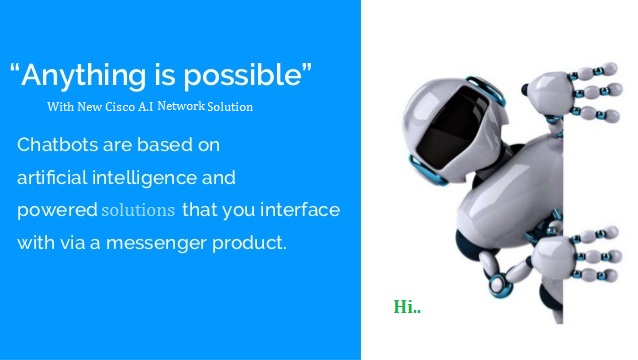 “Anything is possible”
With New Cisco A.I Network Solution
Chatbots are based on
artificial intelligence and
powered solutions that you interface
with via a messenger product.
Hi..